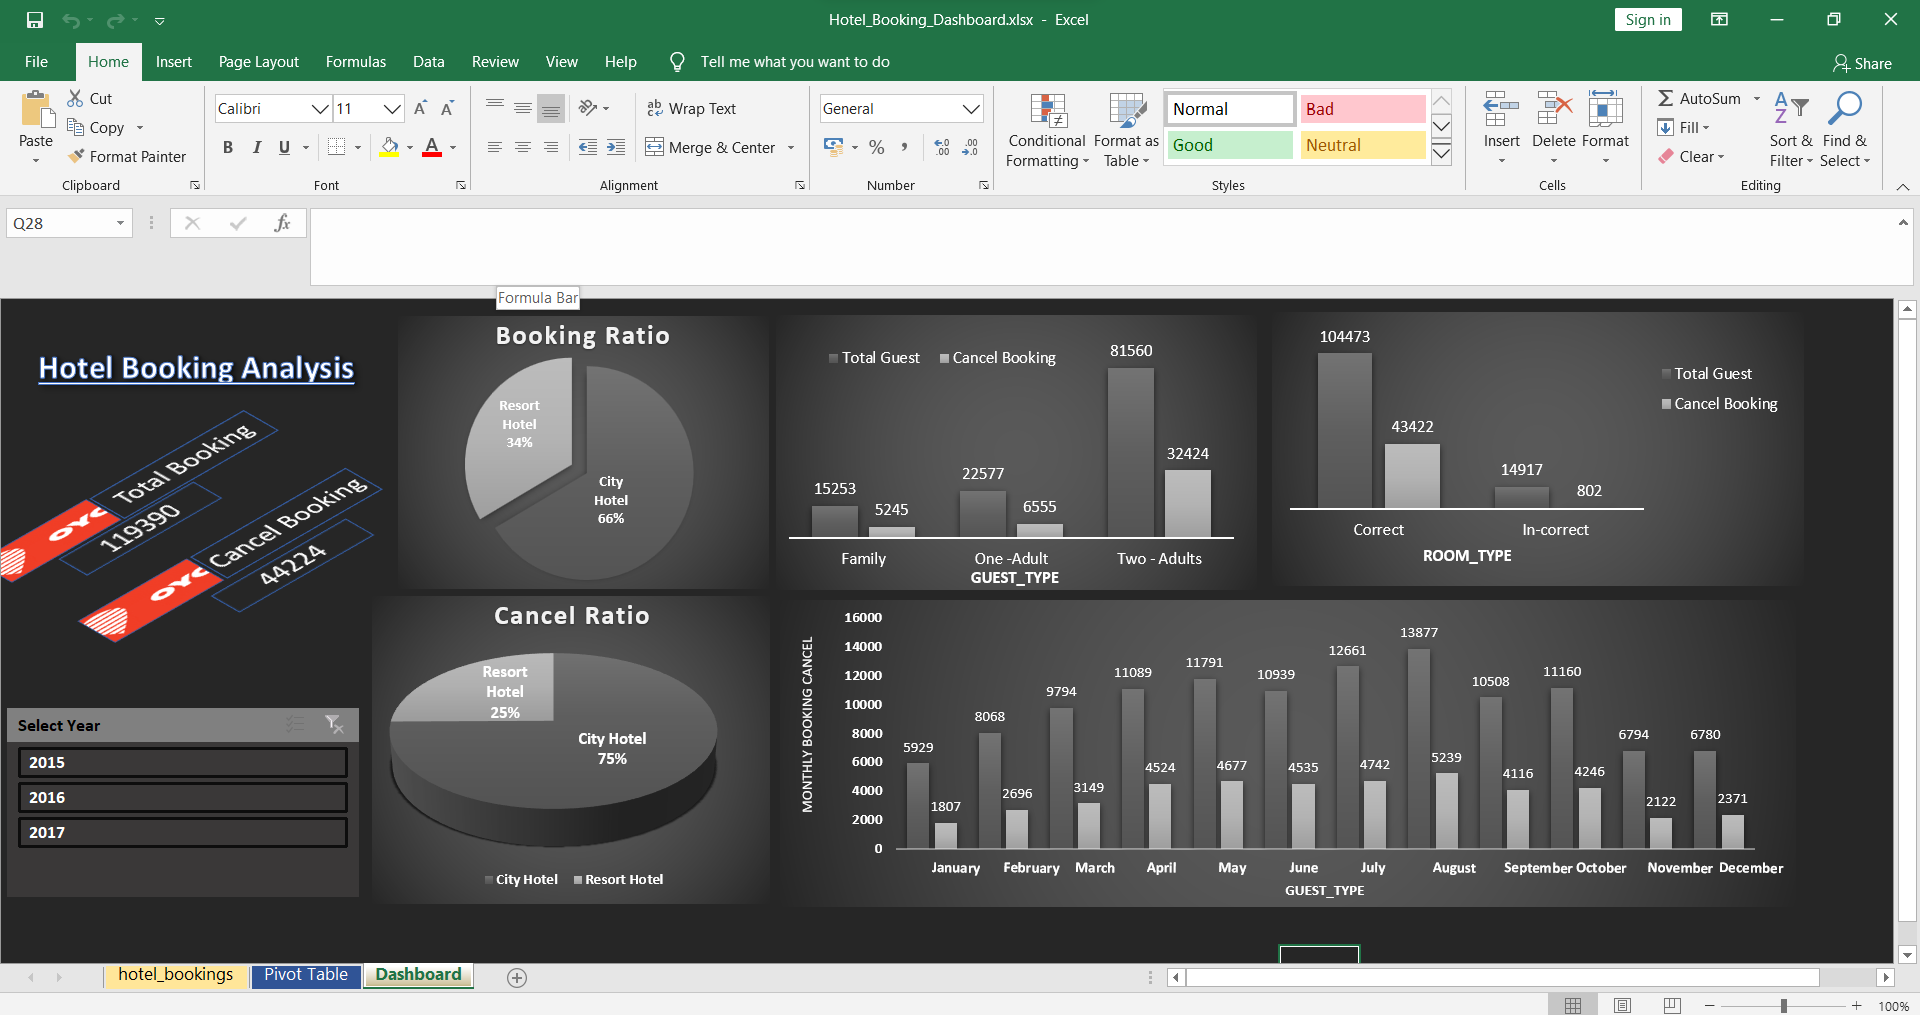 Hotel_Booking_Dashboard.xlsx - Excel
Sign in
File Home Insert Page Layout Formulas Data Review View Help Tell me what you want to do
Share
Paste
Cut
Copy
Format Painter
Clipboard
Calibri 11
B I U A
Font
ab Wrap Text
Merge & Center
Alignment
General
% , .0 .00 .00 .0
Number
Conditional Formatting
Format as Table
Normal Bad
Good Neutral
Styles
Insert Delete Format
Cells
AutoSum
Fill
Clear
Sort & Filter
Find & Select
Editing
Q28
fx
Formula Bar
Hotel Booking Analysis
Total Booking
OYO
119390
Cancel Booking
OYO
44224
Select Year
2015
2016
2017
Booking Ratio
Resort
Hotel
34%
City
Hotel
66%
Cancel Ratio
Resort
Hotel
25%
City Hotel
75%
City Hotel Resort Hotel
Total Guest Cancel Booking
15253 5245 22577 6555 81560 32424
Family One -Adult Two - Adults
GUEST_TYPE
104473 43422 14917 802
Total Guest
Cancel Booking
Correct In-correct
ROOM_TYPE
MONTHLY BOOKING CANCEL
16000
14000
12000
10000
8000
6000
4000
2000
0
5929 8068 9794 11089 11791 10939 12661 13877 10508 11160 6794 6780
1807 2696 3149 4524 4677 4535 4742 5239 4116 4246 2122 2371
January February March April May June July August September October November December
GUEST_TYPE
hotel_bookings Pivot Table Dashboard
100%